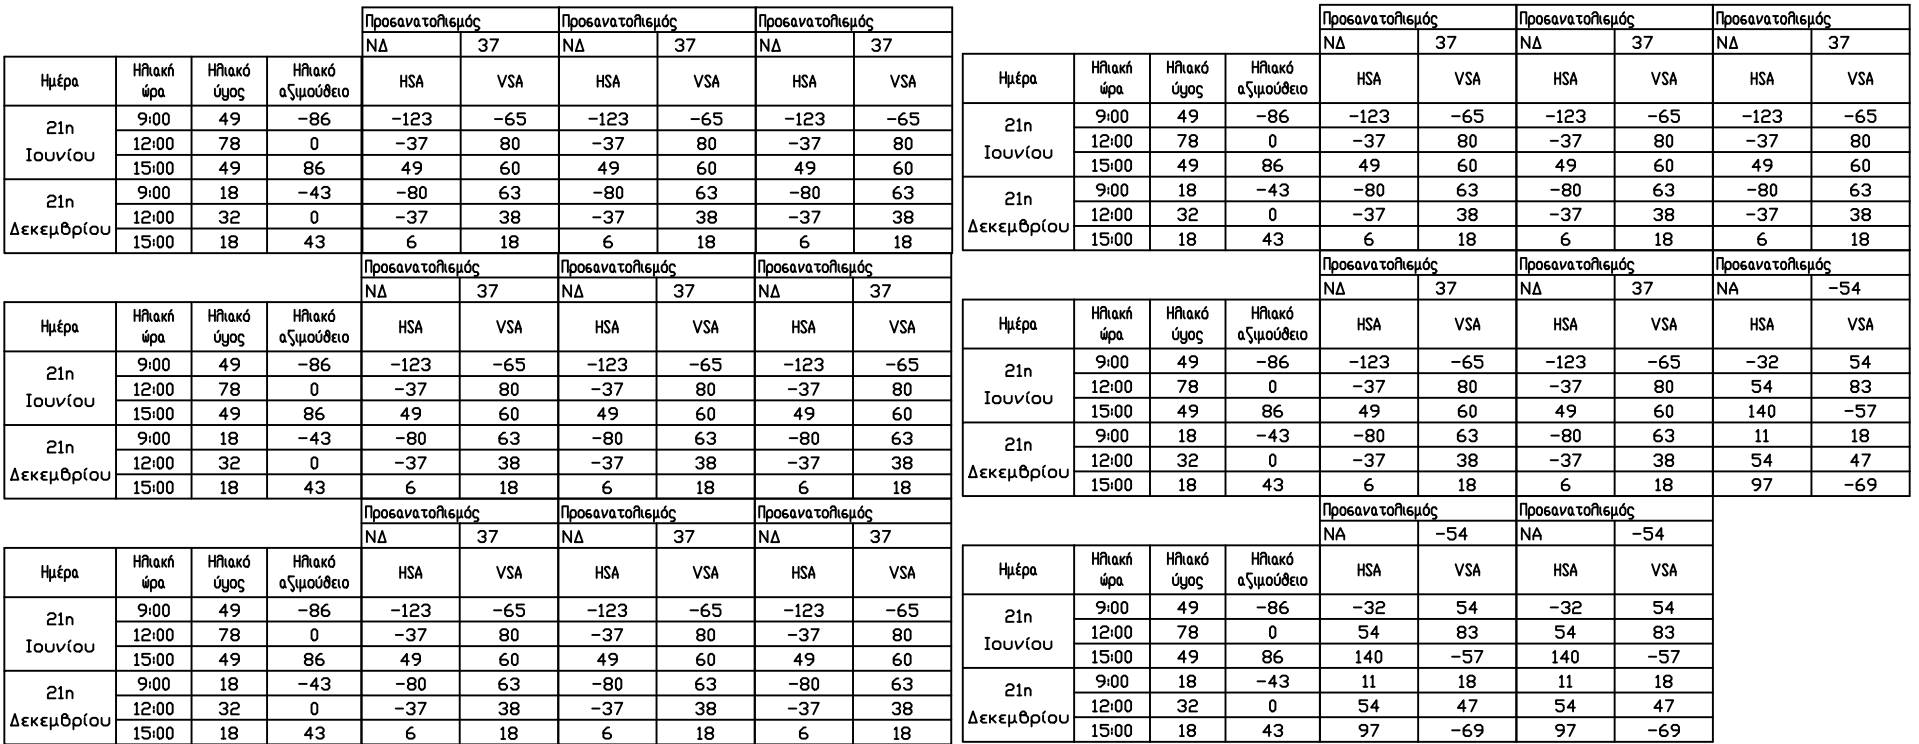 Προσανατολισμός Προσανατολισμός Προσανατολισμός
ΝΔ 37 ΝΔ 37 ΝΔ 37
Ημέρα Ηλιακή ώρα Ηλιακό ύψος Ηλιακό αζιμούθειο HSA VSA HSA VSA HSA VSA
21η Ιουνίου 9:00 49 -86 -123 -65 -123 -65 -123 -65
12:00 78 0 -37 80 -37 80 -37 80
15:00 49 86 49 60 49 60 49 60
21η Δεκεμβρίου 9:00 18 -43 -80 63 -80 63 -80 63
12:00 32 0 -37 38 -37 38 -37 38
15:00 18 43 6 18 6 18 6 18
Προσανατολισμός Προσανατολισμός Προσανατολισμός
ΝΔ 37 ΝΔ 37 ΝΔ 37
Ημέρα Ηλιακή ώρα Ηλιακό ύψος Ηλιακό αζιμούθειο HSA VSA HSA VSA HSA VSA
21η Ιουνίου 9:00 49 -86 -123 -65 -123 -65 -123 -65
12:00 78 0 -37 80 -37 80 -37 80
15:00 49 86 49 60 49 60 49 60
21η Δεκεμβρίου 9:00 18 -43 -80 63 -80 63 -80 63
12:00 32 0 -37 38 -37 38 -37 38
15:00 18 43 6 18 6 18 6 18
Προσανατολισμός Προσανατολισμός Προσανατολισμός
ΝΔ 37 ΝΔ 37 ΝΔ 37
Ημέρα Ηλιακή ώρα Ηλιακό ύψος Ηλιακό αζιμούθειο HSA VSA HSA VSA HSA VSA
21η Ιουνίου 9:00 49 -86 -123 -65 -123 -65 -123 -65
12:00 78 0 -37 80 -37 80 -37 80
15:00 49 86 49 60 49 60 49 60
21η Δεκεμβρίου 9:00 18 -43 -80 63 -80 63 -80 63
12:00 32 0 -37 38 -37 38 -37 38
15:00 18 43 6 18 6 18 6 18
Προσανατολισμός Προσανατολισμός Προσανατολισμός
ΝΔ 37 ΝΔ 37 ΝΔ 37
Ημέρα Ηλιακή ώρα Ηλιακό ύψος Ηλιακό αζιμούθειο HSA VSA HSA VSA HSA VSA
21η Ιουνίου 9:00 49 -86 -123 -65 -123 -65 -123 -65
12:00 78 0 -37 80 -37 80 -37 80
15:00 49 86 49 60 49 60 49 60
21η Δεκεμβρίου 9:00 18 -43 -80 63 -80 63 -80 63
12:00 32 0 -37 38 -37 38 -37 38
15:00 18 43 6 18 6 18 6 18
Προσανατολισμός Προσανατολισμός Προσανατολισμός
ΝΔ 37 ΝΔ 37 ΝΑ -54
Ημέρα Ηλιακή ώρα Ηλιακό ύψος Ηλιακό αζιμούθειο HSA VSA HSA VSA HSA VSA
21η Ιουνίου 9:00 49 -86 -123 -65 -123 -65 -32 54
12:00 78 0 -37 80 -37 80 54 83
15:00 49 86 49 60 49 60 140 -57
21η Δεκεμβρίου 9:00 18 -43 -80 63 -80 63 11 18
12:00 32 0 -37 38 -37 38 54 47
15:00 18 43 6 18 6 18 97 -69
Προσανατολισμός Προσανατολισμός
ΝΑ -54 ΝΑ -54
Ημέρα Ηλιακή ώρα Ηλιακό ύψος Ηλιακό αζιμούθειο HSA VSA HSA VSA
21η Ιουνίου 9:00 49 -86 -32 54 -32 54
12:00 78 0 54 83 54 83
15:00 49 86 140 -57 140 -57
21η Δεκεμβρίου 9:00 18 -43 11 18 11 18
12:00 32 0 54 47 54 47
15:00 18 43 97 -69 97 -69